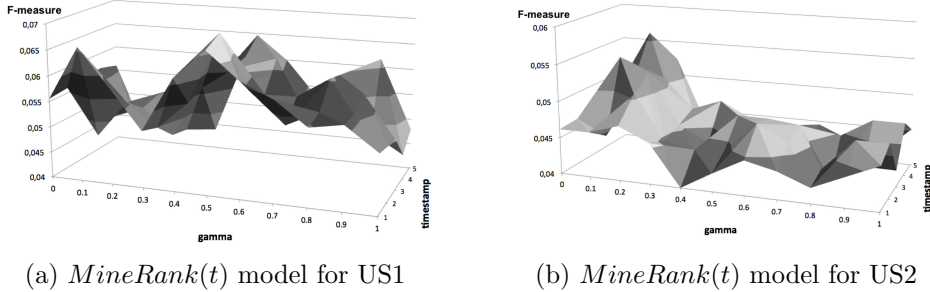 F-measure
0,07
0,065
0,06
0,055
0,05
0,045
0,04
0 0.1 0.2 0.3 0.4 0.5 0.6 0.7 0.8 0.9 1
gamma
1 2 3 4 5
timestamp
(a) MineRank(t) model for US1
F-measure
0,06
0,055
0,05
0,045
0,04
0 0.1 0.2 0.3 0.4 0.5 0.6 0.7 0.8 0.9 1
gamma
1 2 3 4 5
timestamp
(b) MineRank(t) model for US2